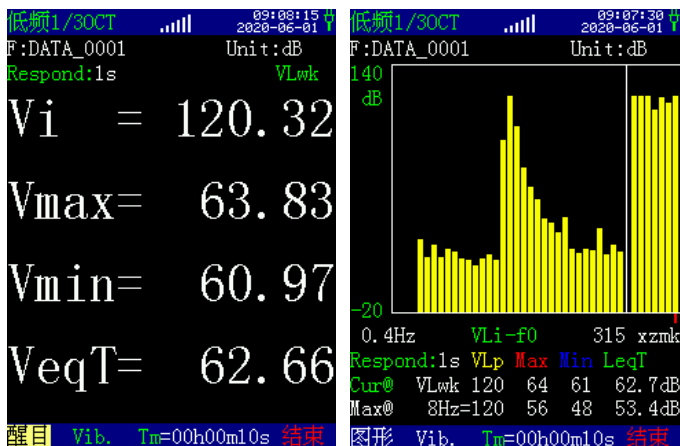 低频1/3OCT 09:08:15
2020-06-01
F:DATA_0001 Unit:dB
Respond:1s VLwk
Vi = 120.32
Vmax= 63.83
Vmin= 60.97
VeqT= 62.66
醒目 Vib. Tm=00h00m10s 结束
低频1/3OCT 09:07:30
2020-06-01
F:DATA_0001 Unit:dB
140
dB
-20
0.4Hz VLi-f0 315 xzmk
Respond:1s VLp Max Min LeqT
Cur@ VLwk 120 64 61 62.7dB
Max@ 8Hz=120 56 48 53.4dB
图形 Vib. Tm=00h00m10s 结束